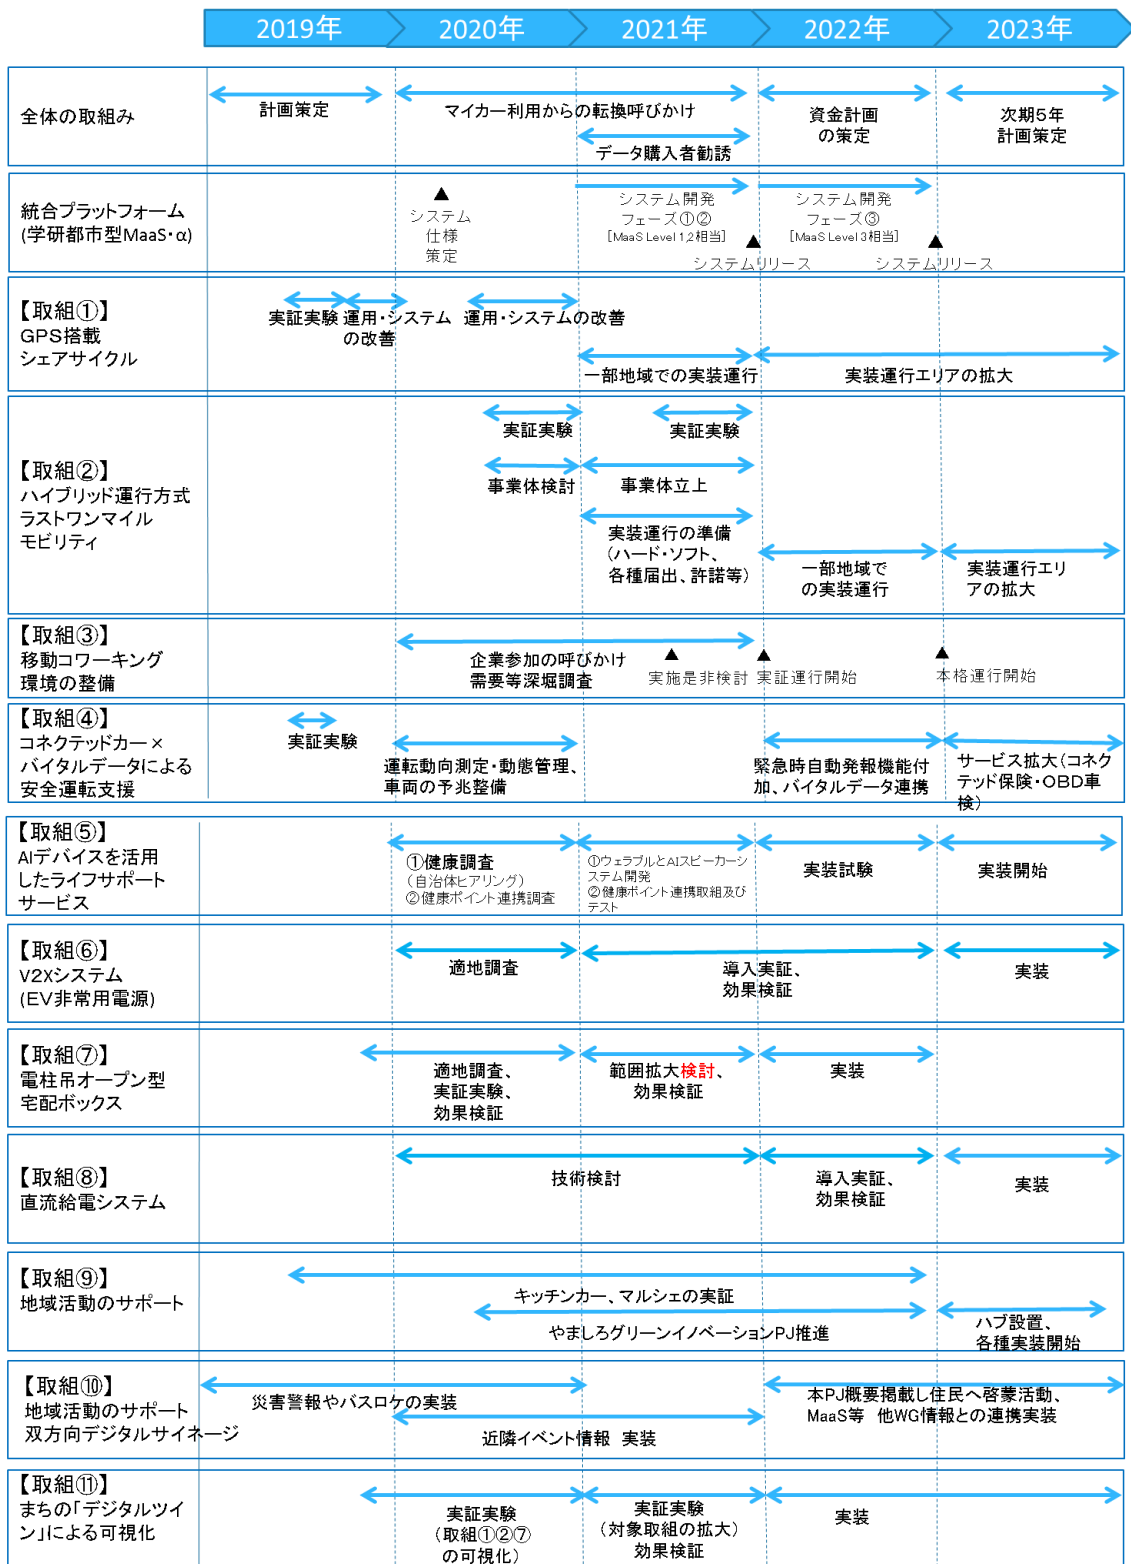 2019年
2020年
2021年
2022年
2023年
全体の取組み
計画策定
マイカー利用からの転換呼びかけ
データ購入者勧誘
資金計画
の策定
次期5年
計画策定
統合プラットフォーム
(学研都市型MaaS・α)
システム
仕様
策定
システム開発
フェーズ①②
[MaaS Level 1,2相当]
システムリリース
システム開発
フェーズ③
[MaaS Level 3相当]
システムリリース
【取組①】
GPS搭載
シェアサイクル
実証実験
運用・システム
の改善
運用・システムの改善
一部地域での実装運行
実装運行エリアの拡大
【取組②】
ハイブリッド運行方式
ラストワンマイル
モビリティ
実証実験
実証実験
事業体検討
事業体立上
実装運行の準備
(ハード・ソフト、
各種届出、許諾等)
一部地域で
の実装運行
実装運行エリ
アの拡大
【取組③】
移動コワーキング
環境の整備
企業参加の呼びかけ
需要等深堀調査
実施是非検討
実証運行開始
本格運行開始
【取組④】
コネクテッドカー×
バイタルデータによる
安全運転支援
実証実験
運転動向測定・動態管理、
車両の予兆整備
緊急時自動発報機能付
加、バイタルデータ連携
サービス拡大(コネク
テッド保険・OBD車
検)
【取組⑤】
AIデバイスを活用
したライフサポート
サービス
①健康調査
(自治体ヒアリング)
②健康ポイント連携調査
①ウェラブルとAIスピーカーシ
ステム開発
②健康ポイント連携取組及び
テスト
実装試験
実装開始
【取組⑥】
V2Xシステム
(EV非常用電源)
適地調査
導入実証、
効果検証
実装
【取組⑦】
電柱吊オープン型
宅配ボックス
適地調査、
実証実験、
効果検証
範囲拡大検討、
効果検証
実装
【取組⑧】
直流給電システム
技術検討
導入実証、
効果検証
実装
【取組⑨】
地域活動のサポート
キッチンカー、マルシェの実証
やましろグリーンイノベーションPJ推進
ハブ設置、
各種実装開始
【取組⑩】
地域活動のサポート
双方向デジタルサイネージ
災害警報やバスロケの実装
近隣イベント情報 実装
本PJ概要掲載し住民へ啓蒙活動、
MaaS等 他WG情報との連携実装
【取組⑪】
まちの「デジタルツイ
ン」による可視化
実証実験
(取組①②⑦
の可視化)
実証実験
(対象取組の拡大)
効果検証
実装